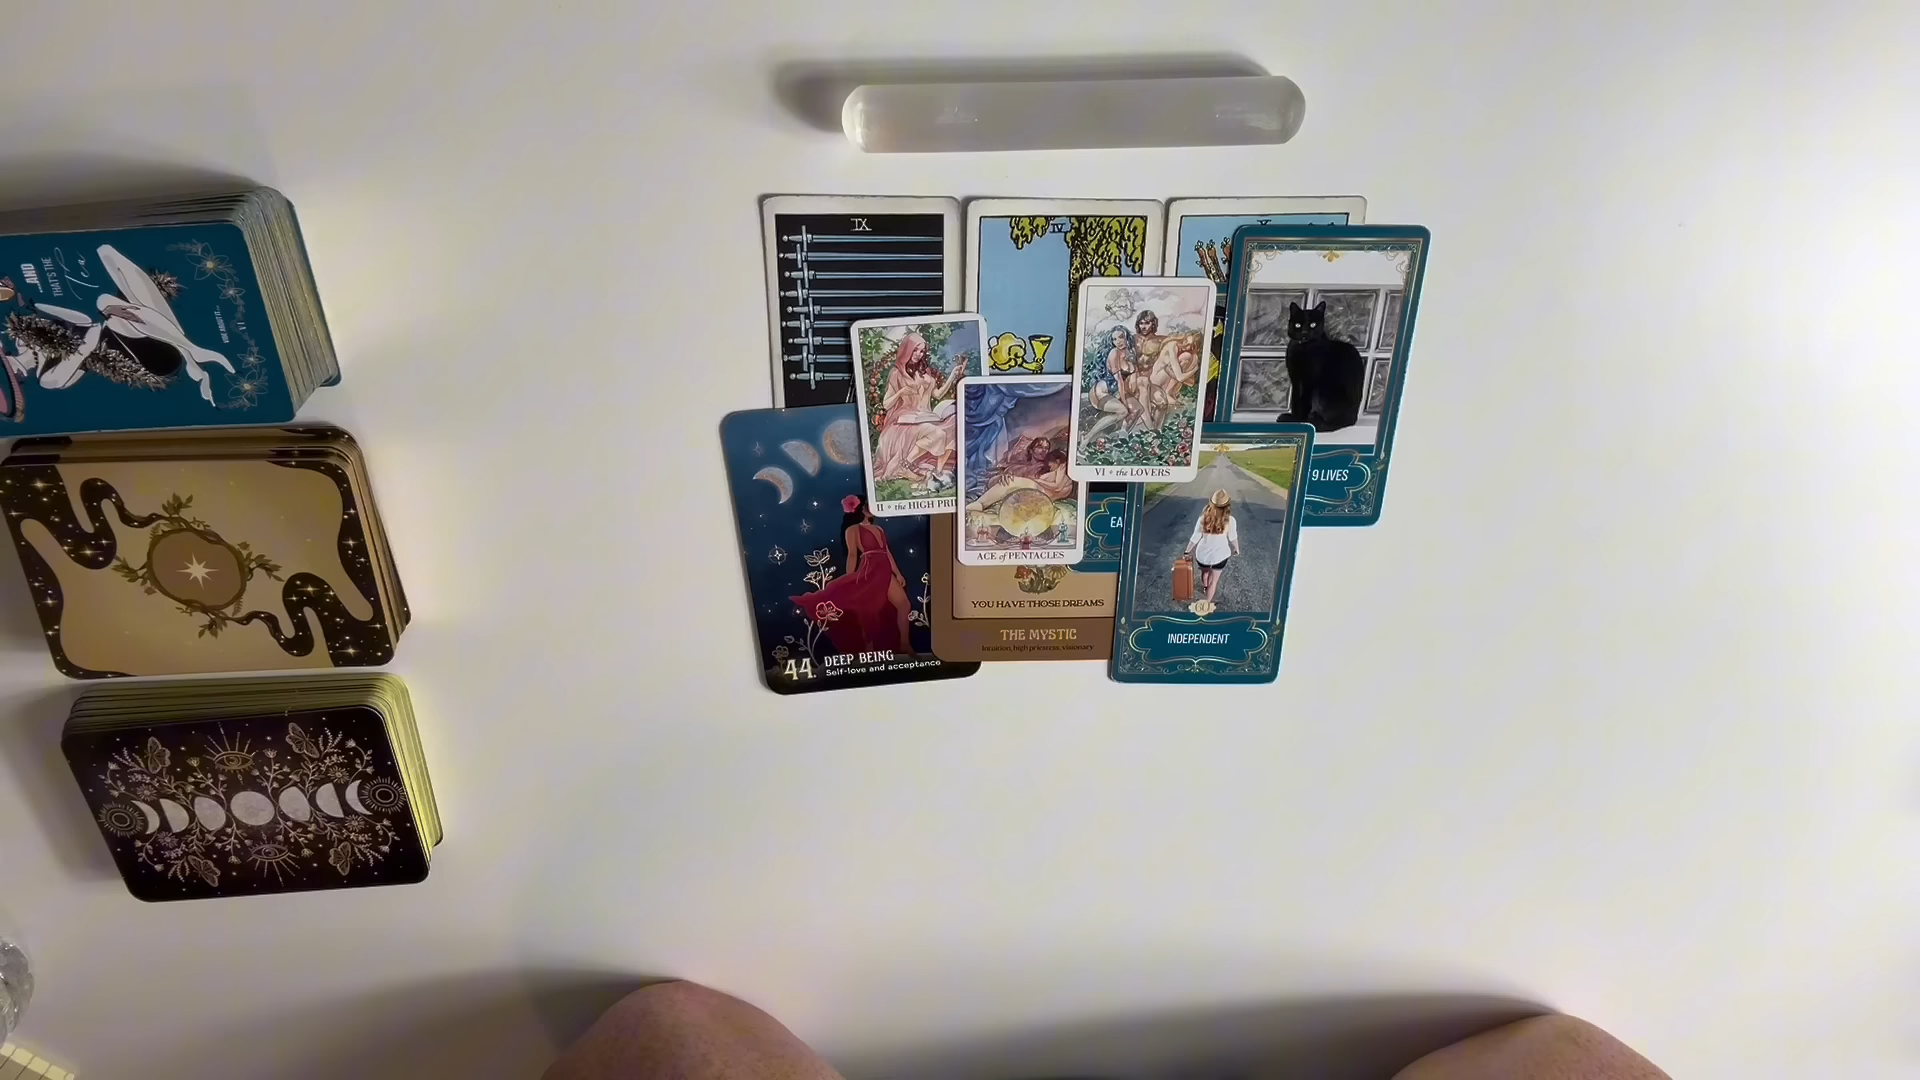 IX
IV
X
...AND
THAT'S THE
Tea
9 LIVES
VI • the LOVERS
II • the HIGH PRI
EA
ACE of PENTACLES
YOU HAVE THOSE DREAMS
60
THE MYSTIC
Intuition, high priestess, visionary
INDEPENDENT
44. DEEP BEING
Self-love and acceptance